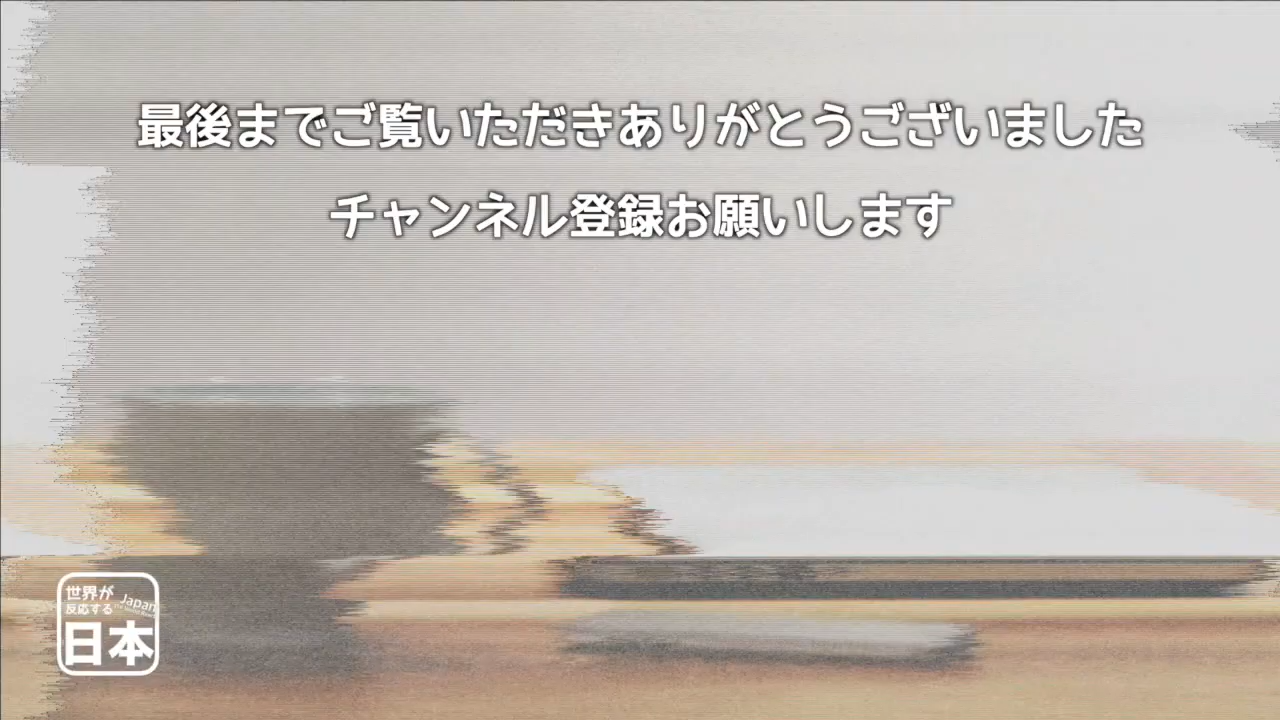 最後までご覧いただきありがとうございました
チャンネル登録お願いします
世界が
反応する
Japan
日本